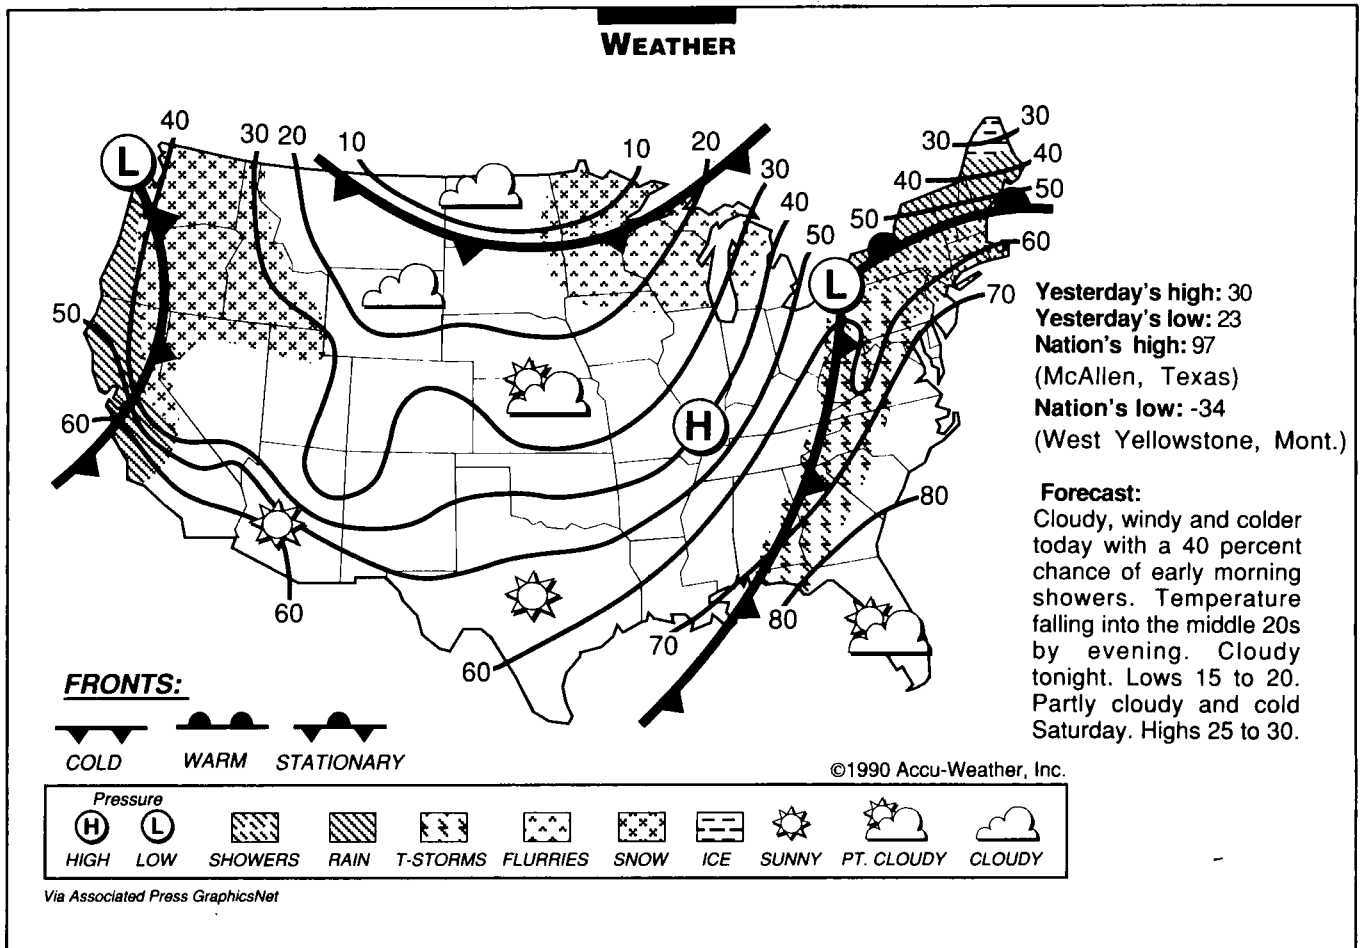 WEATHER
40
30 20
10
10
20
30
40
50
30
30
40
40
50
50
60
70
50
60
60
60
70
80
80
L
L
H
Yesterday's high: 30
Yesterday's low: 23
Nation's high: 97
(McAllen, Texas)
Nation's low: -34
(West Yellowstone, Mont.)
Forecast:
Cloudy, windy and colder
today with a 40 percent
chance of early morning
showers. Temperature
falling into the middle 20s
by evening. Cloudy
tonight. Lows 15 to 20.
Partly cloudy and cold
Saturday. Highs 25 to 30.
FRONTS:
COLD WARM STATIONARY
©1990 Accu-Weather, Inc.
Pressure
H L
HIGH LOW SHOWERS RAIN T-STORMS FLURRIES SNOW ICE SUNNY PT. CLOUDY CLOUDY
Via Associated Press GraphicsNet